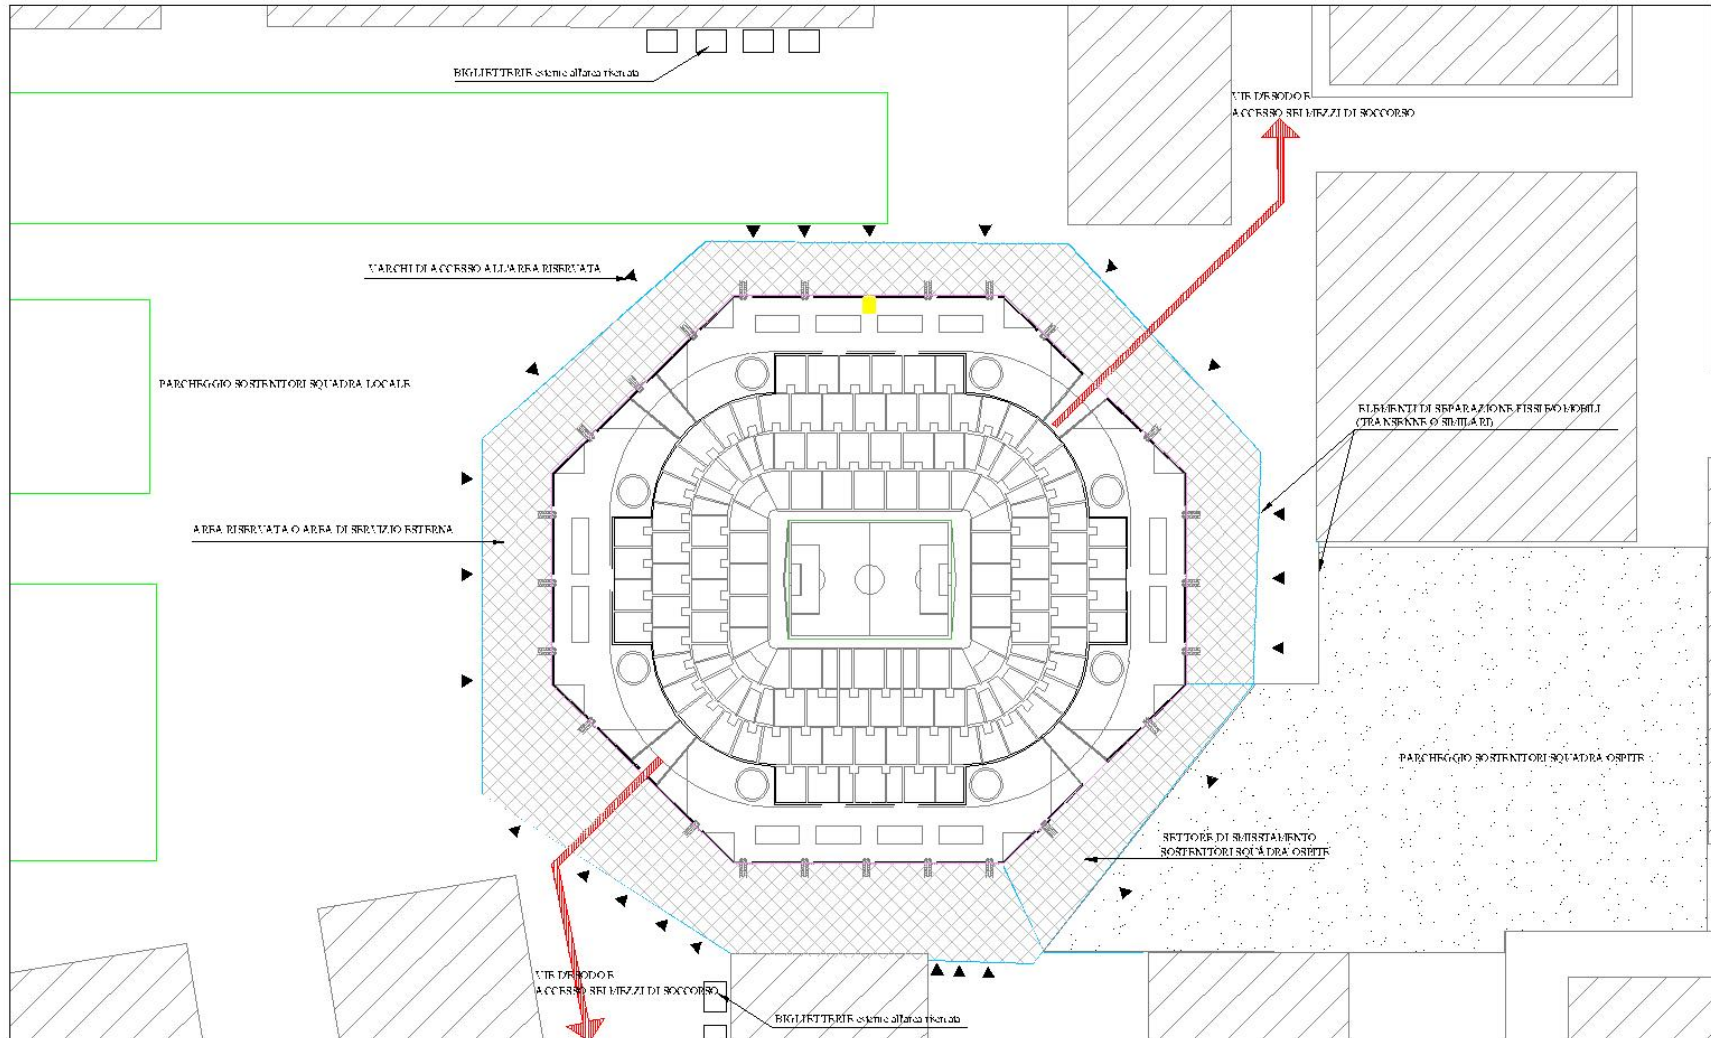 BIGLIETTERIE esterne all'area riservata
VIE D'ESODO E
ACCESSO SEI MEZZI DI SOCCORSO
VARCHI DI ACCESSO ALL'AREA RISERVATA
PARCHEGGIO SOSTENITORI SQUADRA LOCALE
ELEMENTI DI SEPARAZIONE FISSI E/O MOBILI
(TRANSENNE O SIMILARI)
AREA RISERVATA O AREA DI SERVIZIO ESTERNA
PARCHEGGIO SOSTENITORI SQUADRA OSPITE
SETTORE DI SMISTAMENTO
SOSTENITORI SQUADRA OSPITE
VIE D'ESODO E
ACCESSO SEI MEZZI DI SOCCORSO
BIGLIETTERIE esterne all'area riservata